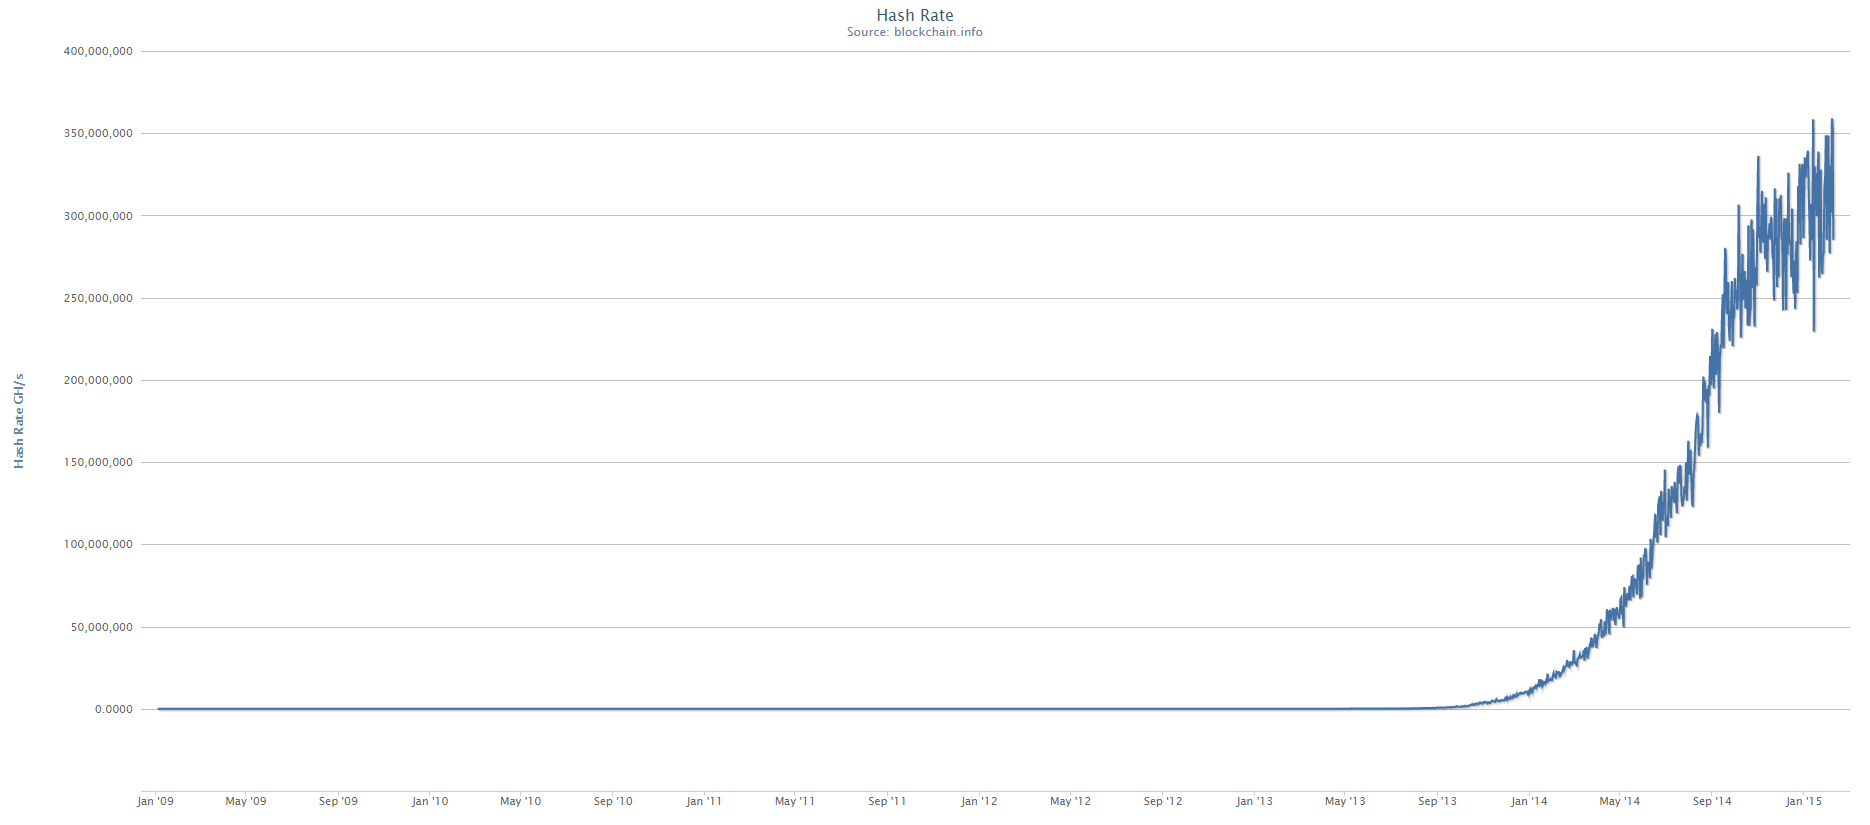 Hash Rate
Source: blockchain.info
400,000,000
350,000,000
300,000,000
250,000,000
200,000,000
150,000,000
100,000,000
50,000,000
0.0000
Hash Rate GH/s
Jan '09 May '09 Sep '09 Jan '10 May '10 Sep '10 Jan '11 May '11 Sep '11 Jan '12 May '12 Sep '12 Jan '13 May '13 Sep '13 Jan '14 May '14 Sep '14 Jan '15